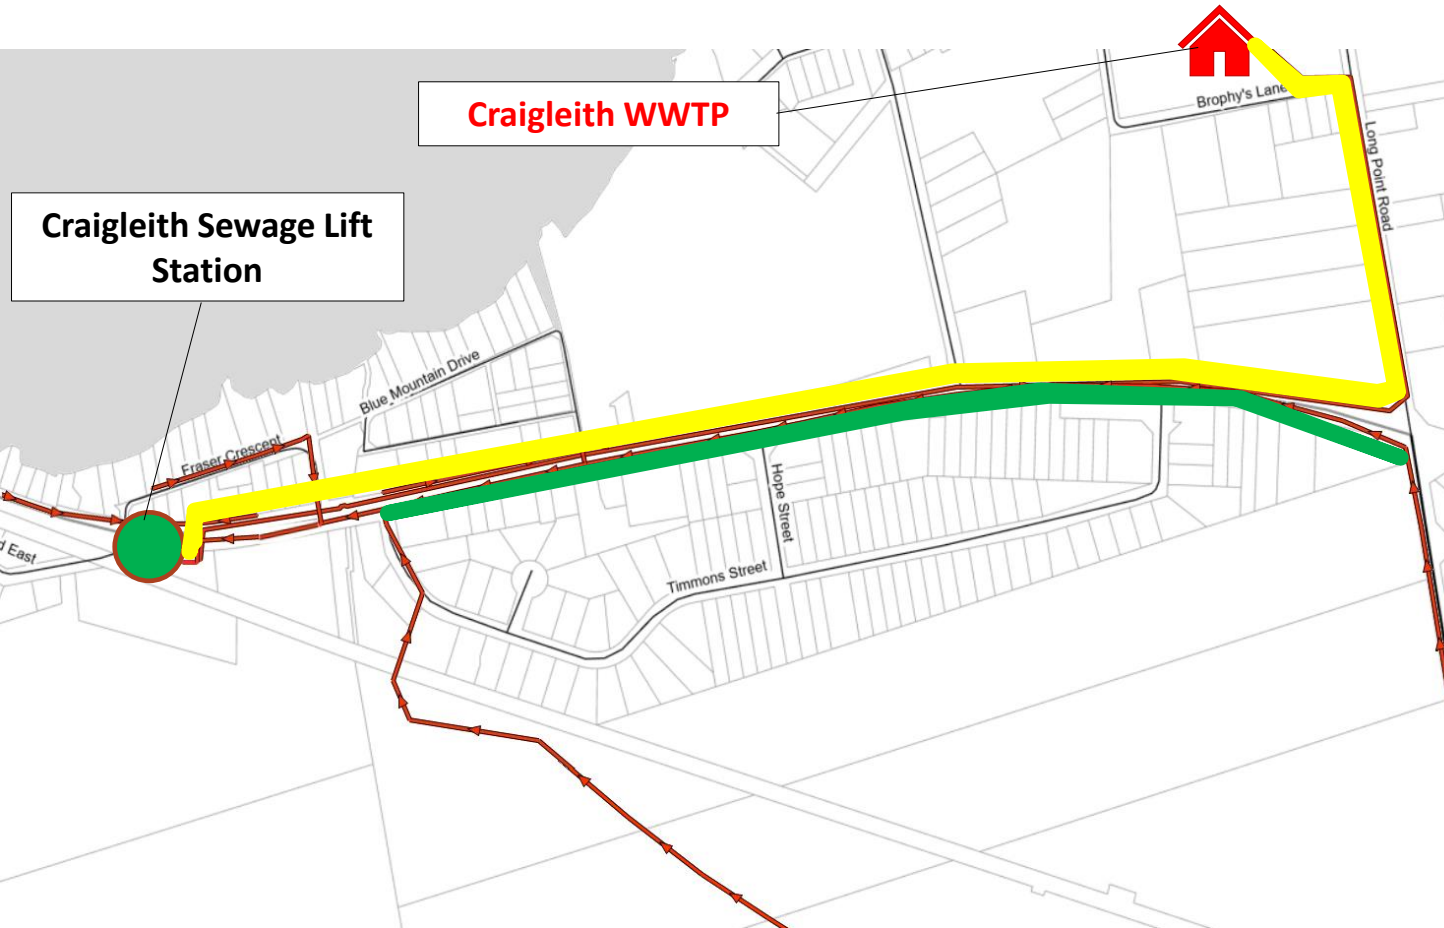 Craigleith WWTP
Brophy's Lane
Long Point Road
Craigleith Sewage Lift
Station
Blue Mountain Drive
Fraser Crescent
d East
Hope Street
Timmons Street